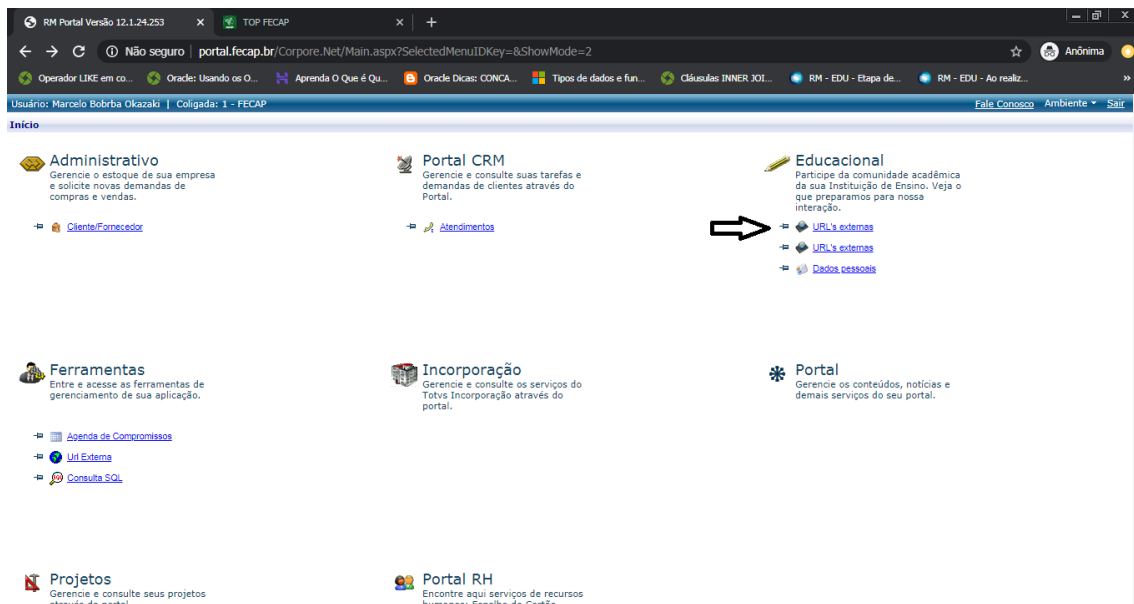 RM Portal Versão 12.1.24.253
TOP FECAP
Não seguro | portal.fecap.br/Corpore.Net/Main.aspx?SelectedMenuIDKey=&ShowMode=2
Anônima
Operador LIKE em co...
Oracle: Usando os O...
Aprenda O Que é Qu...
Oracle Dicas: CONCA...
Tipos de dados e fun...
Cláusulas INNER JOI...
RM - EDU - Etapa de...
RM - EDU - Ao realiz...
Usuário: Marcelo Bobrba Okazaki | Coligada: 1 - FECAP
Fale Conosco Ambiente Sair
Início
Administrativo
Gerencie o estoque de sua empresa
e solicite novas demandas de
compras e vendas.
Cliente/Fornecedor
Portal CRM
Gerencie e consulte suas tarefas e
demandas de clientes através do
Portal.
Atendimentos
Educacional
Participe da comunidade acadêmica
da sua Instituição de Ensino. Veja o
que preparamos para nossa
interação.
URL's externas
URL's externas
Dados pessoais
Ferramentas
Entre e acesse as ferramentas de
gerenciamento de sua aplicação.
Agenda de Compromissos
Url Externa
Consulta SQL
Incorporação
Gerencie e consulte os serviços do
Totvs Incorporação através do
portal.
Portal
Gerencie os conteúdos, notícias e
demais serviços do seu portal.
Projetos
Gerencie e consulte seus projetos
através do portal.
Portal RH
Encontre aqui serviços de recursos
humanos: Espelho de Cartão